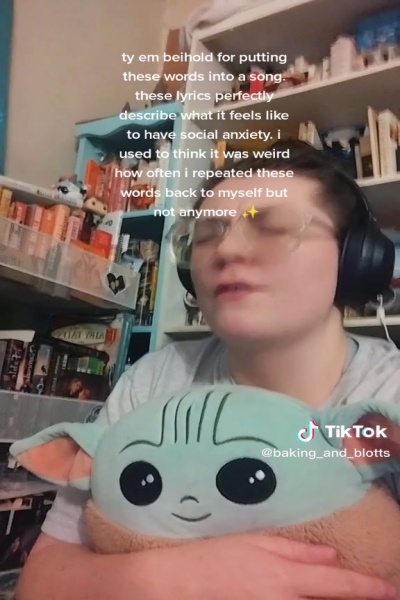 ty em beihold for putting
these words into a song.
these lyrics perfectly
describe what it feels like
to have social anxiety. i
used to think it was weird
how often i repeated these
words back to myself but
not anymore ✨
TikTok
@baking_and_blotts